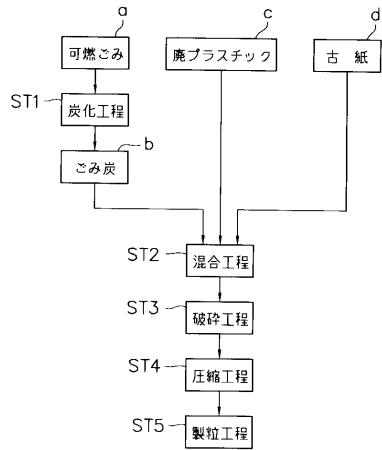 a
可燃ごみ
c
廃プラスチック
d
古紙
ST1
炭化工程
b
ごみ炭
ST2
混合工程
ST3
破砕工程
ST4
圧縮工程
ST5
製粒工程